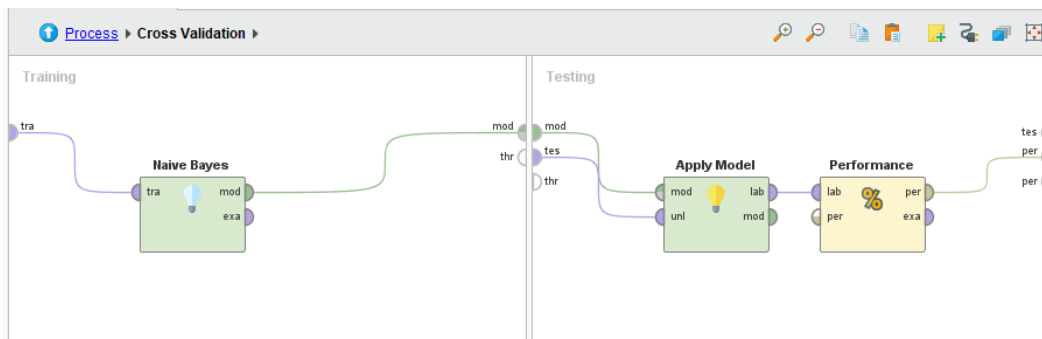 Process ▸ Cross Validation ▸
Training
tra
mod
thr
Naive Bayes
tra mod
exa
Testing
mod
tes
thr
Apply Model
mod lab
unl mod
Performance
%
lab per
per exa
tes
per
per